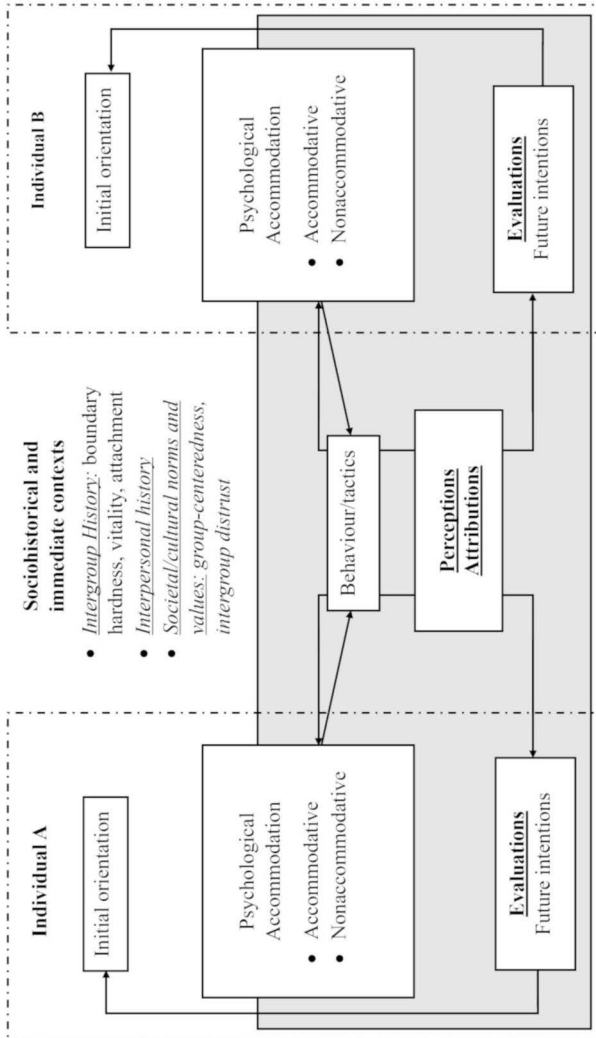 Individual A
Initial orientation
Psychological
Accommodation
• Accommodative
• Nonaccommodative
Evaluations
Future intentions
Sociohistorical and
immediate contexts
• Intergroup History: boundary
hardness, vitality, attachment
• Interpersonal history
• Societal/cultural norms and
values: group-centeredness,
intergroup distrust
Behaviour/tactics
Perceptions
Attributions
Individual B
Initial orientation
Psychological
Accommodation
• Accommodative
• Nonaccommodative
Evaluations
Future intentions